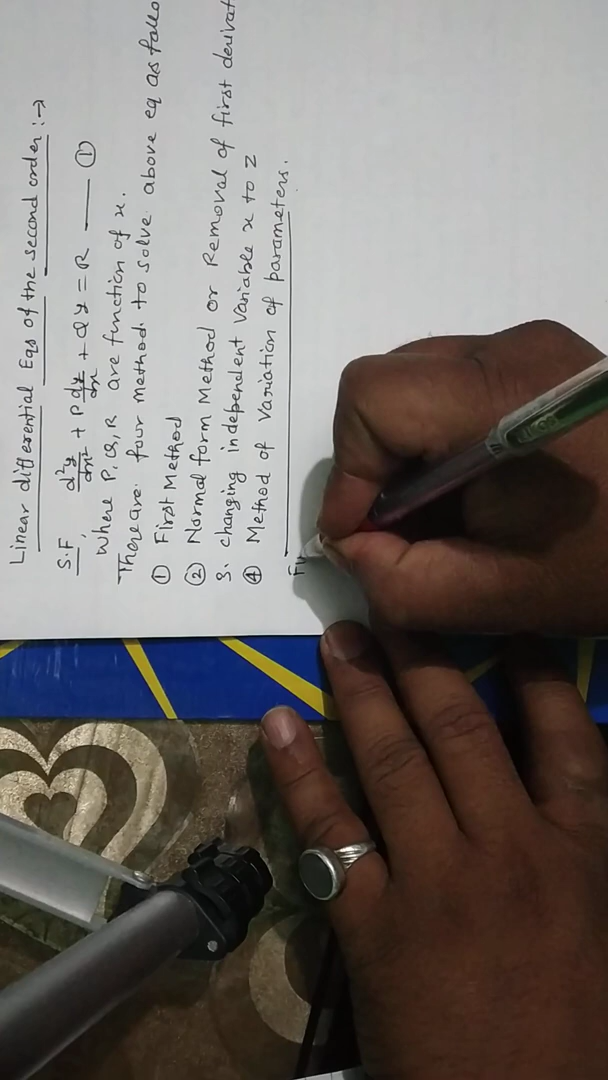 Linear differential Eqs of the second order :→
S.F, d²y/dx² + P dy/dx + Qy = R — ①
where P, Q, R are function of x.
There are four method to solve above eq as follo
① First Method
② Normal form Method or Removal of first derivat
3. changing independent Variable x to z
④ Method of Variation of parameters.